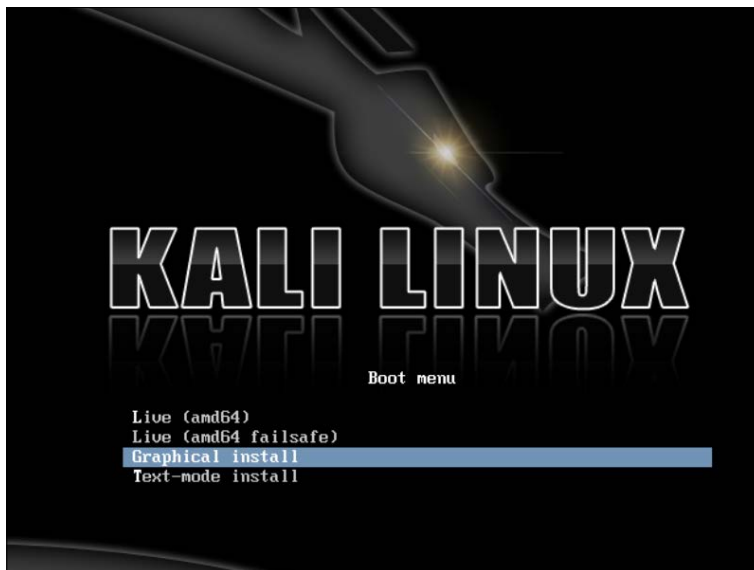 KALI LINUX
Boot menu
Live (amd64)
Live (amd64 failsafe)
Graphical install
Text-mode install